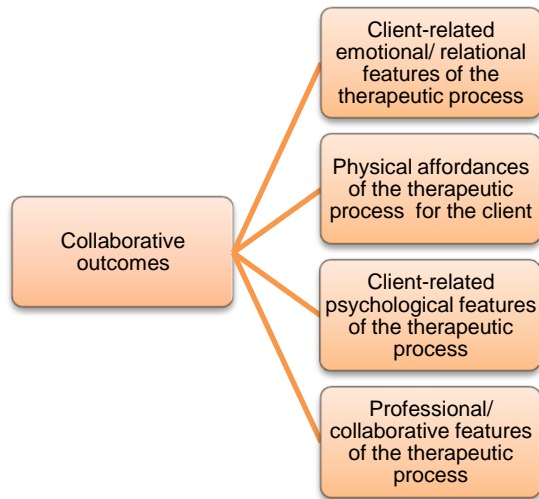 Client-related
emotional/ relational
features of the
therapeutic process
Physical affordances
of the therapeutic
process for the client
Collaborative
outcomes
Client-related
psychological features
of the therapeutic
process
Professional/
collaborative features
of the therapeutic
process